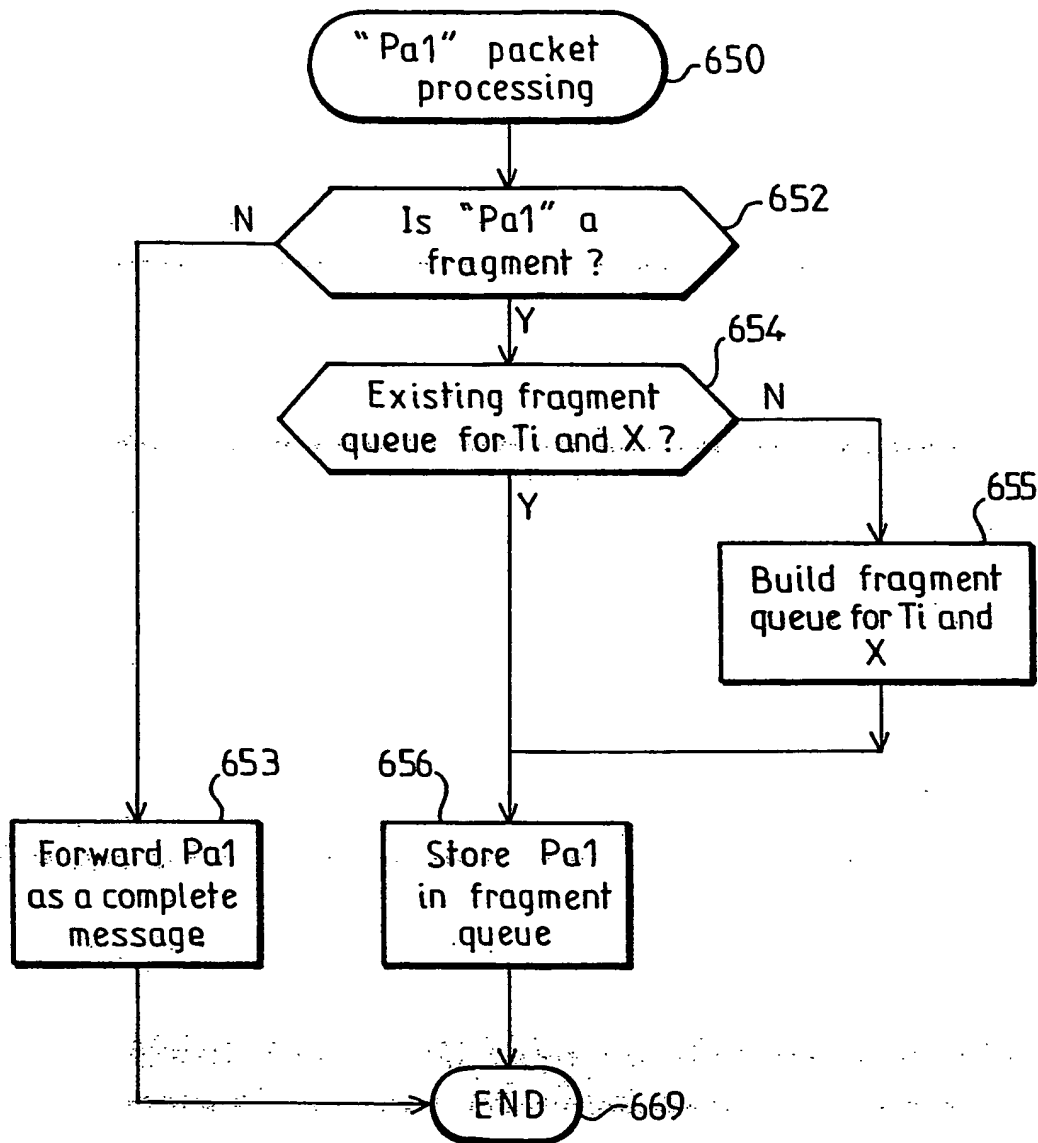 “Pa1” packet
processing
650
652
N
Is “Pa1” a
fragment ?
Y
654
Existing fragment
queue for Ti and X ?
N
Y
655
Build fragment
queue for Ti and
X
653
656
Forward Pa1
as a complete
message
Store Pa1
in fragment
queue
END
669